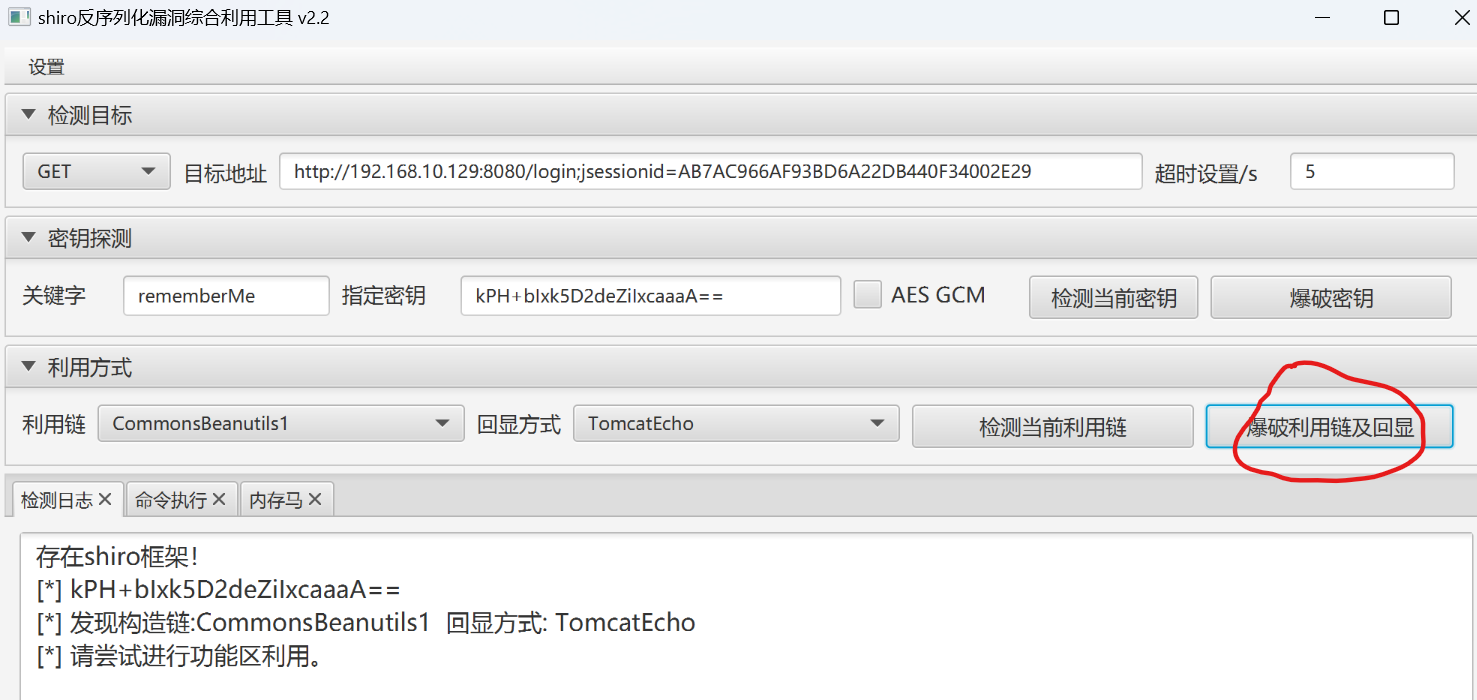 shiro反序列化漏洞综合利用工具 v2.2
设置
检测目标
GET 目标地址 http://192.168.10.129:8080/login;jsessionid=AB7AC966AF93BD6A22DB440F34002E29 超时设置/s 5
密钥探测
关键字 rememberMe 指定密钥 kPH+bIxk5D2deZiIxcaaaA== AES GCM 检测当前密钥 爆破密钥
利用方式
利用链 CommonsBeanutils1 回显方式 TomcatEcho 检测当前利用链 爆破利用链及回显
检测日志 命令执行 内存马
存在shiro框架!
[*] kPH+bIxk5D2deZiIxcaaaA==
[*] 发现构造链:CommonsBeanutils1 回显方式: TomcatEcho
[*] 请尝试进行功能区利用。